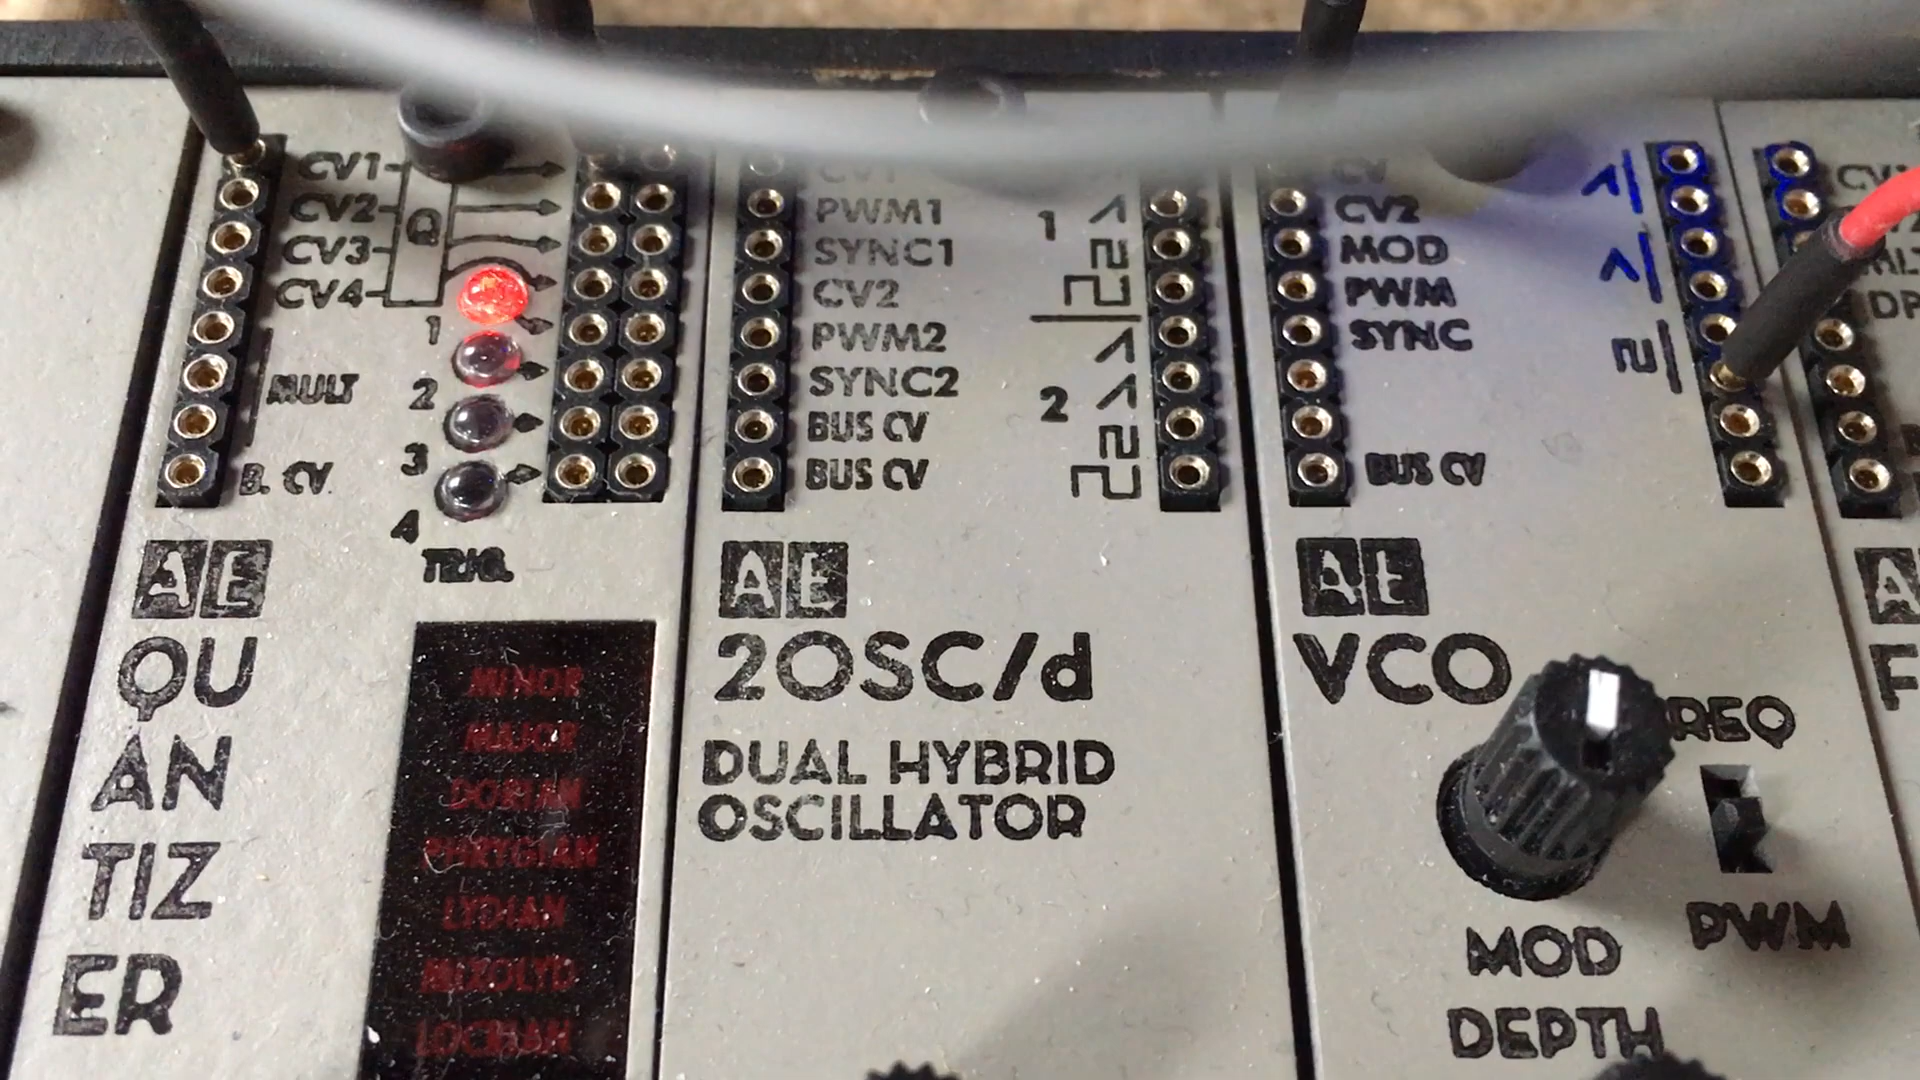 CV1
CV2
CV3
CV4
Q
1
2
3
4
MULT
B. CV
TRIG.
AE
QU
AN
TIZ
ER
MINOR
MAJOR
DORIAN
PHRYGIAN
LYDIAN
MIXOLYD
LOCRIAN
CV1
PWM1
SYNC1
CV2
PWM2
SYNC2
BUS CV
BUS CV
1
2
AE
2OSC/d
DUAL HYBRID
OSCILLATOR
CV
CV2
MOD
PWM
SYNC
BUS CV
AE
VCO
PWM
MOD
DEPTH